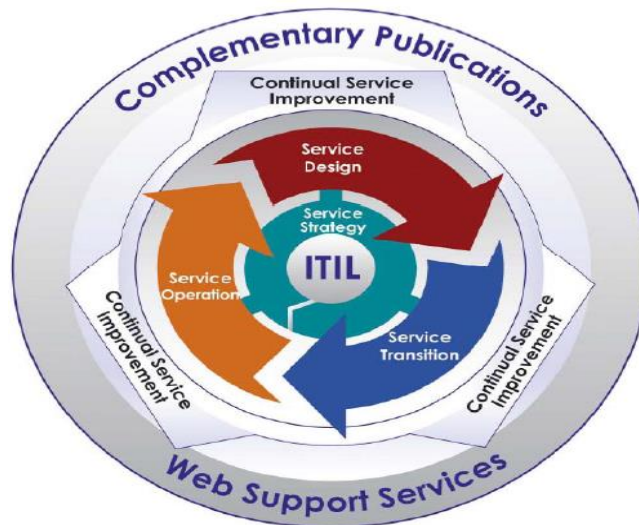 Complementary Publications
Continual Service
Improvement
Service
Design
Service
Strategy
ITIL
Service
Operation
Service
Transition
Continual Service
Improvement
Continual Service
Improvement
Web Support Services